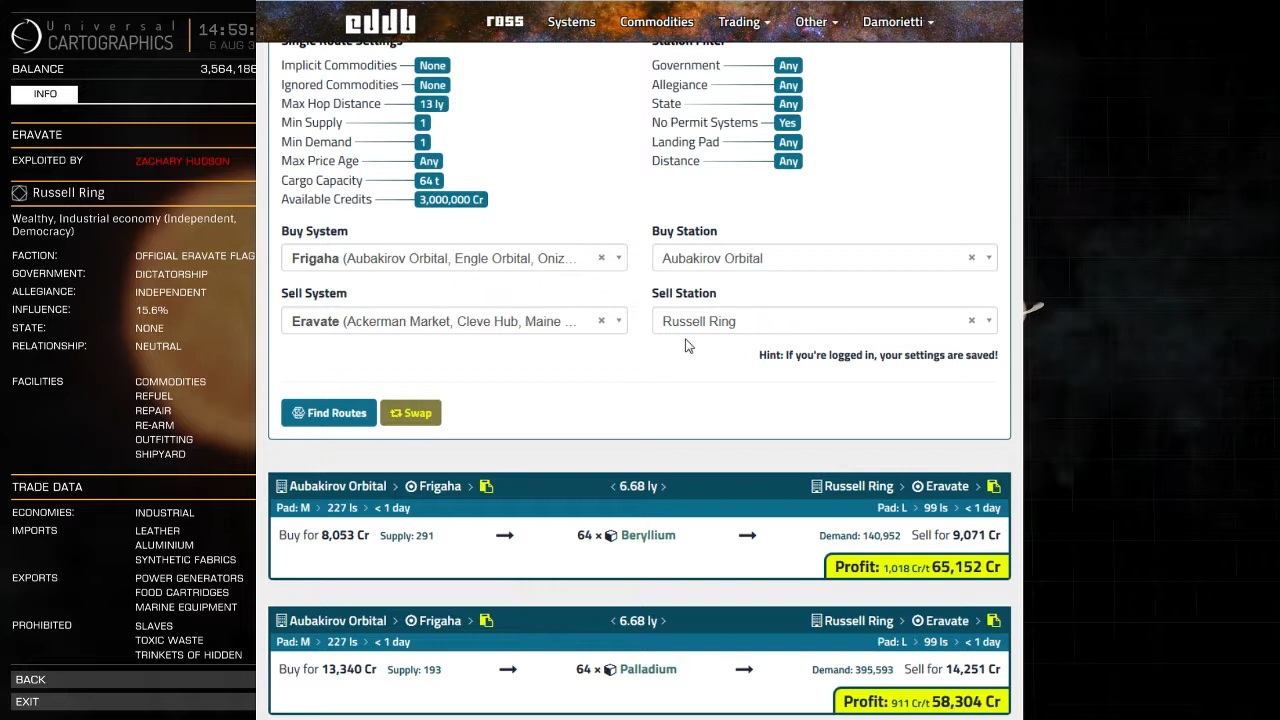 Universal
CARTOGRAPHICS
14:59:
6 AUG 3
BALANCE 3,564,186
INFO
ERAVATE
EXPLOITED BY ZACHARY HUDSON
Russell Ring
Wealthy, Industrial economy (Independent,
Democracy)
FACTION: OFFICIAL ERAVATE FLAG
GOVERNMENT: DICTATORSHIP
ALLEGIANCE: INDEPENDENT
INFLUENCE: 15.6%
STATE: NONE
RELATIONSHIP: NEUTRAL
FACILITIES COMMODITIES
REFUEL
REPAIR
RE-ARM
OUTFITTING
SHIPYARD
TRADE DATA
ECONOMIES: INDUSTRIAL
IMPORTS LEATHER
ALUMINIUM
SYNTHETIC FABRICS
EXPORTS POWER GENERATORS
FOOD CARTRIDGES
MARINE EQUIPMENT
PROHIBITED SLAVES
TOXIC WASTE
TRINKETS OF HIDDEN
BACK
EXIT
eddb ROSS Systems Commodities Trading Other Damorietti
Single Route Settings Station Filter
Implicit Commodities None Government Any
Ignored Commodities None Allegiance Any
Max Hop Distance 13 ly State Any
Min Supply 1 No Permit Systems Yes
Min Demand 1 Landing Pad Any
Max Price Age Any Distance Any
Cargo Capacity 64 t
Available Credits 3,000,000 Cr
Buy System Buy Station
Frigaha (Aubakirov Orbital, Engle Orbital, Oniz... × Aubakirov Orbital ×
Sell System Sell Station
Eravate (Ackerman Market, Cleve Hub, Maine ... × Russell Ring ×
Hint: If you're logged in, your settings are saved!
Find Routes Swap
Aubakirov Orbital > Frigaha > < 6.68 ly > Russell Ring > Eravate >
Pad: M > 227 ls > < 1 day Pad: L > 99 ls > < 1 day
Buy for 8,053 Cr Supply: 291 64 × Beryllium Demand: 140,952 Sell for 9,071 Cr
Profit: 1,018 Cr/t 65,152 Cr
Aubakirov Orbital > Frigaha > < 6.68 ly > Russell Ring > Eravate >
Pad: M > 227 ls > < 1 day Pad: L > 99 ls > < 1 day
Buy for 13,340 Cr Supply: 193 64 × Palladium Demand: 395,593 Sell for 14,251 Cr
Profit: 911 Cr/t 58,304 Cr